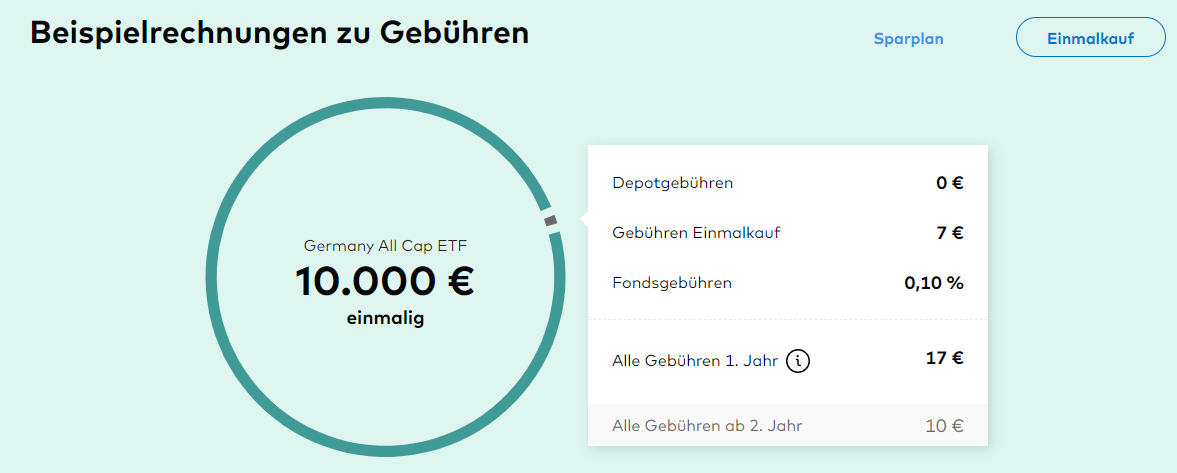 Beispielrechnungen zu Gebühren
Sparplan
Einmalkauf
Germany All Cap ETF
10.000 €
einmalig
Depotgebühren 0 €
Gebühren Einmalkauf 7 €
Fondsgebühren 0,10 %
Alle Gebühren 1. Jahr i 17 €
Alle Gebühren ab 2. Jahr 10 €